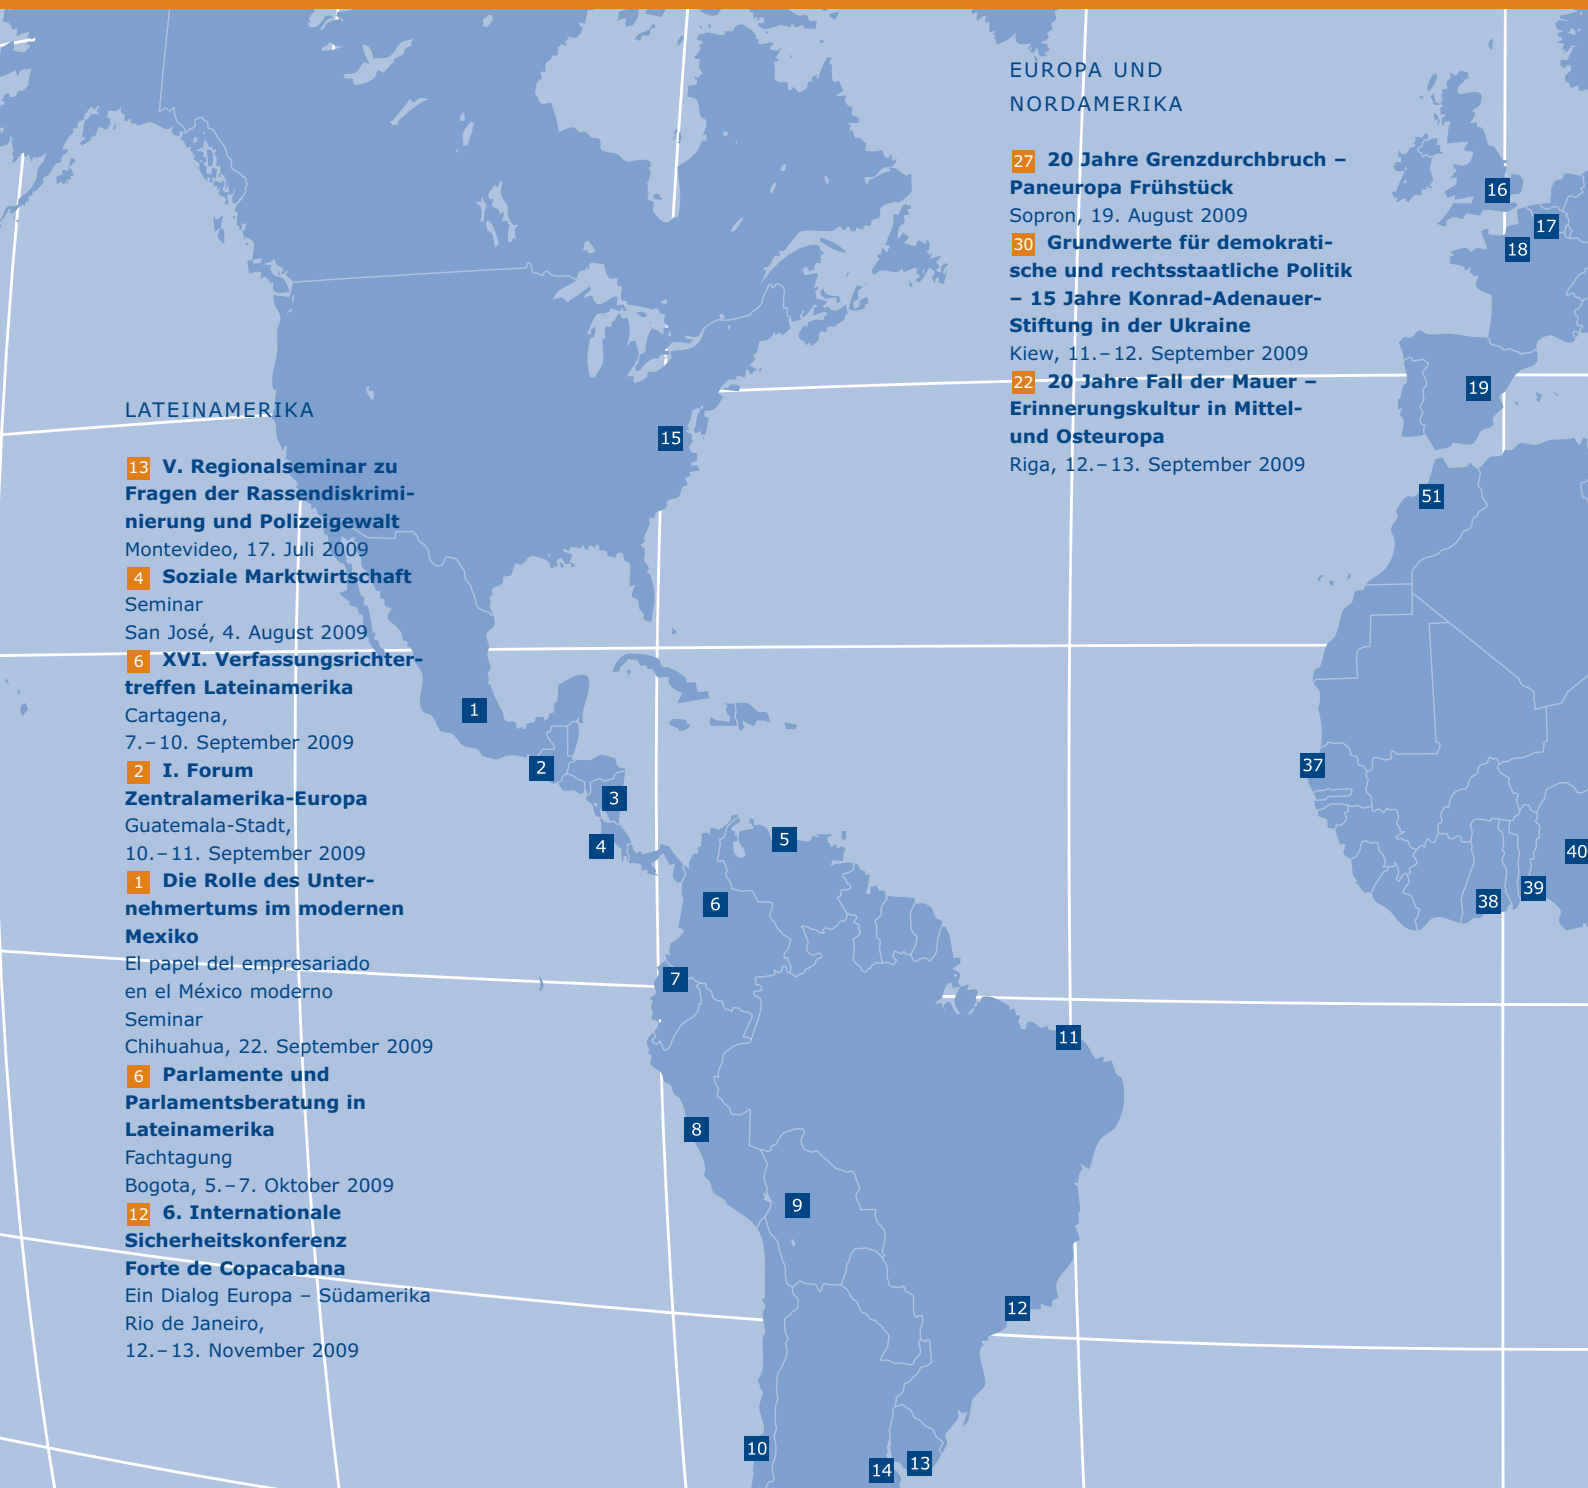 EUROPA UND
NORDAMERIKA
27 20 Jahre Grenzdurchbruch –
Paneuropa Frühstück
Sopron, 19. August 2009
30 Grundwerte für demokrati-
sche und rechtsstaatliche Politik
– 15 Jahre Konrad-Adenauer-
Stiftung in der Ukraine
Kiew, 11.–12. September 2009
22 20 Jahre Fall der Mauer –
Erinnerungskultur in Mittel-
und Osteuropa
Riga, 12.–13. September 2009
LATEINAMERIKA
13 V. Regionalseminar zu
Fragen der Rassendiskrimi-
nierung und Polizeigewalt
Montevideo, 17. Juli 2009
4 Soziale Marktwirtschaft
Seminar
San José, 4. August 2009
6 XVI. Verfassungsrichter-
treffen Lateinamerika
Cartagena,
7.–10. September 2009
2 I. Forum
Zentralamerika-Europa
Guatemala-Stadt,
10.–11. September 2009
1 Die Rolle des Unter-
nehmertums im modernen
Mexiko
El papel del empresariado
en el México moderno
Seminar
Chihuahua, 22. September 2009
6 Parlamente und
Parlamentsberatung in
Lateinamerika
Fachtagung
Bogota, 5.–7. Oktober 2009
12 6. Internationale
Sicherheitskonferenz
Forte de Copacabana
Ein Dialog Europa – Südamerika
Rio de Janeiro,
12.–13. November 2009
16
17
18
19
15
51
1
2
37
3
4
5
40
39
38
6
7
11
8
9
12
10
13
14